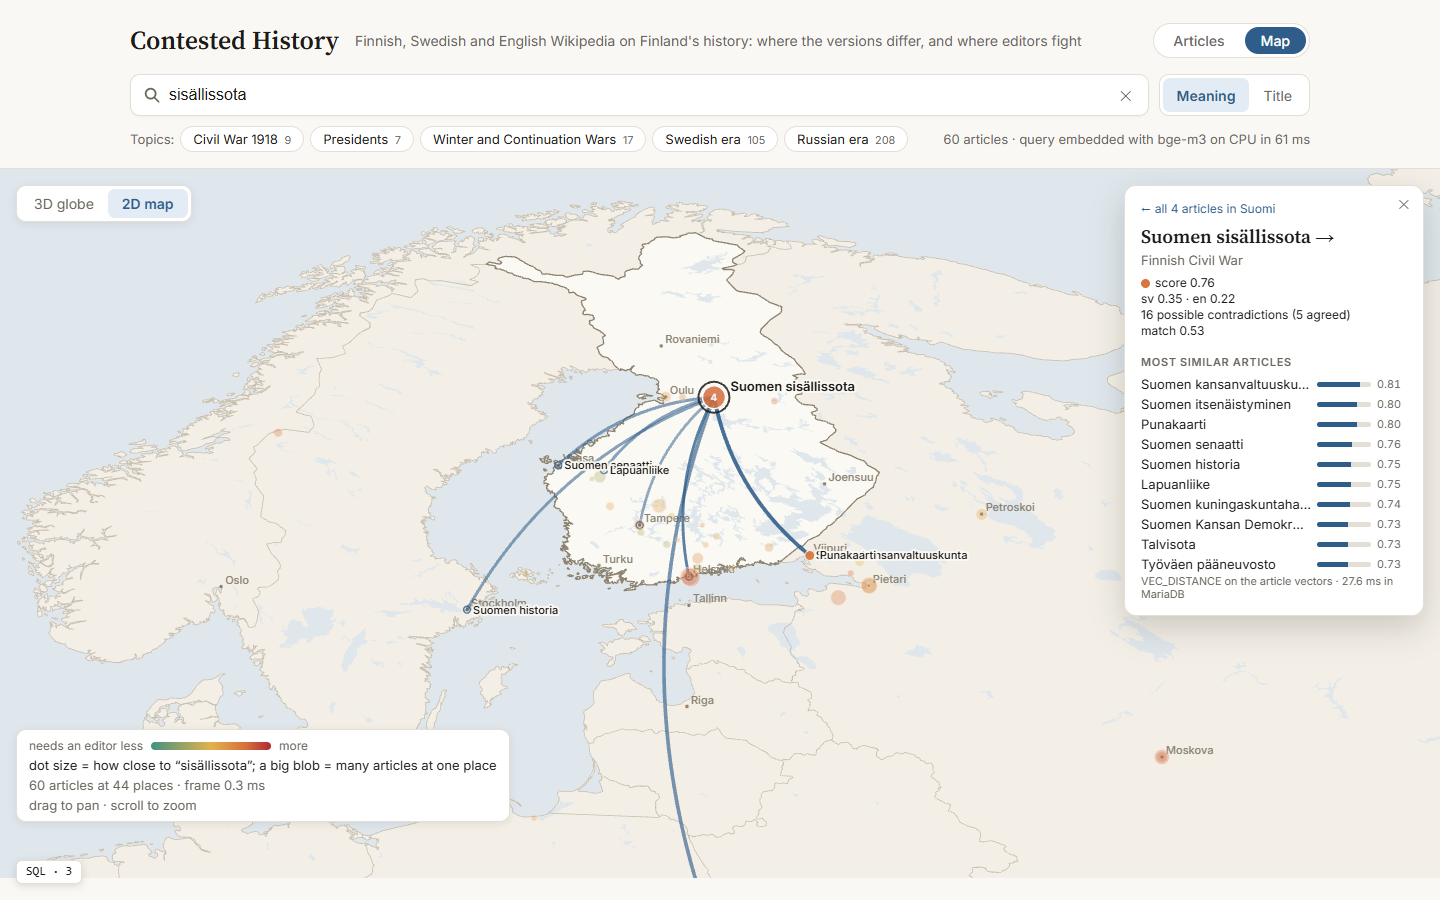 Contested History
Finnish, Swedish and English Wikipedia on Finland's history: where the versions differ, and where editors fight
Articles
Map
sisällissota
Meaning
Title
Topics:
Civil War 1918 9
Presidents 7
Winter and Continuation Wars 17
Swedish era 105
Russian era 208
60 articles · query embedded with bge-m3 on CPU in 61 ms
3D globe
2D map
← all 4 articles in Suomi
Suomen sisällissota →
Finnish Civil War
score 0.76
sv 0.35 · en 0.22
16 possible contradictions (5 agreed)
match 0.53
MOST SIMILAR ARTICLES
Suomen kansanvaltuusku... 0.81
Suomen itsenäistyminen 0.80
Punakaarti 0.80
Suomen senaatti 0.76
Suomen historia 0.75
Lapuanliike 0.75
Suomen kuningaskuntaha... 0.74
Suomen Kansan Demokr... 0.73
Talvisota 0.73
Työväen pääneuvosto 0.73
VEC_DISTANCE on the article vectors · 27.6 ms in
MariaDB
Rovaniemi
Oulu
4
Suomen sisällissota
Suomen senaatti
Lapuanliike
Joensuu
Petroskoi
Tampere
Viipuri
Punakaarti
Turku
Helsinki
Pietari
Oslo
Stockholm
Suomen historia
Tallinn
Riga
Moskova
needs an editor less
more
dot size = how close to “sisällissota”; a big blob = many articles at one place
60 articles at 44 places · frame 0.3 ms
drag to pan · scroll to zoom
SQL · 3